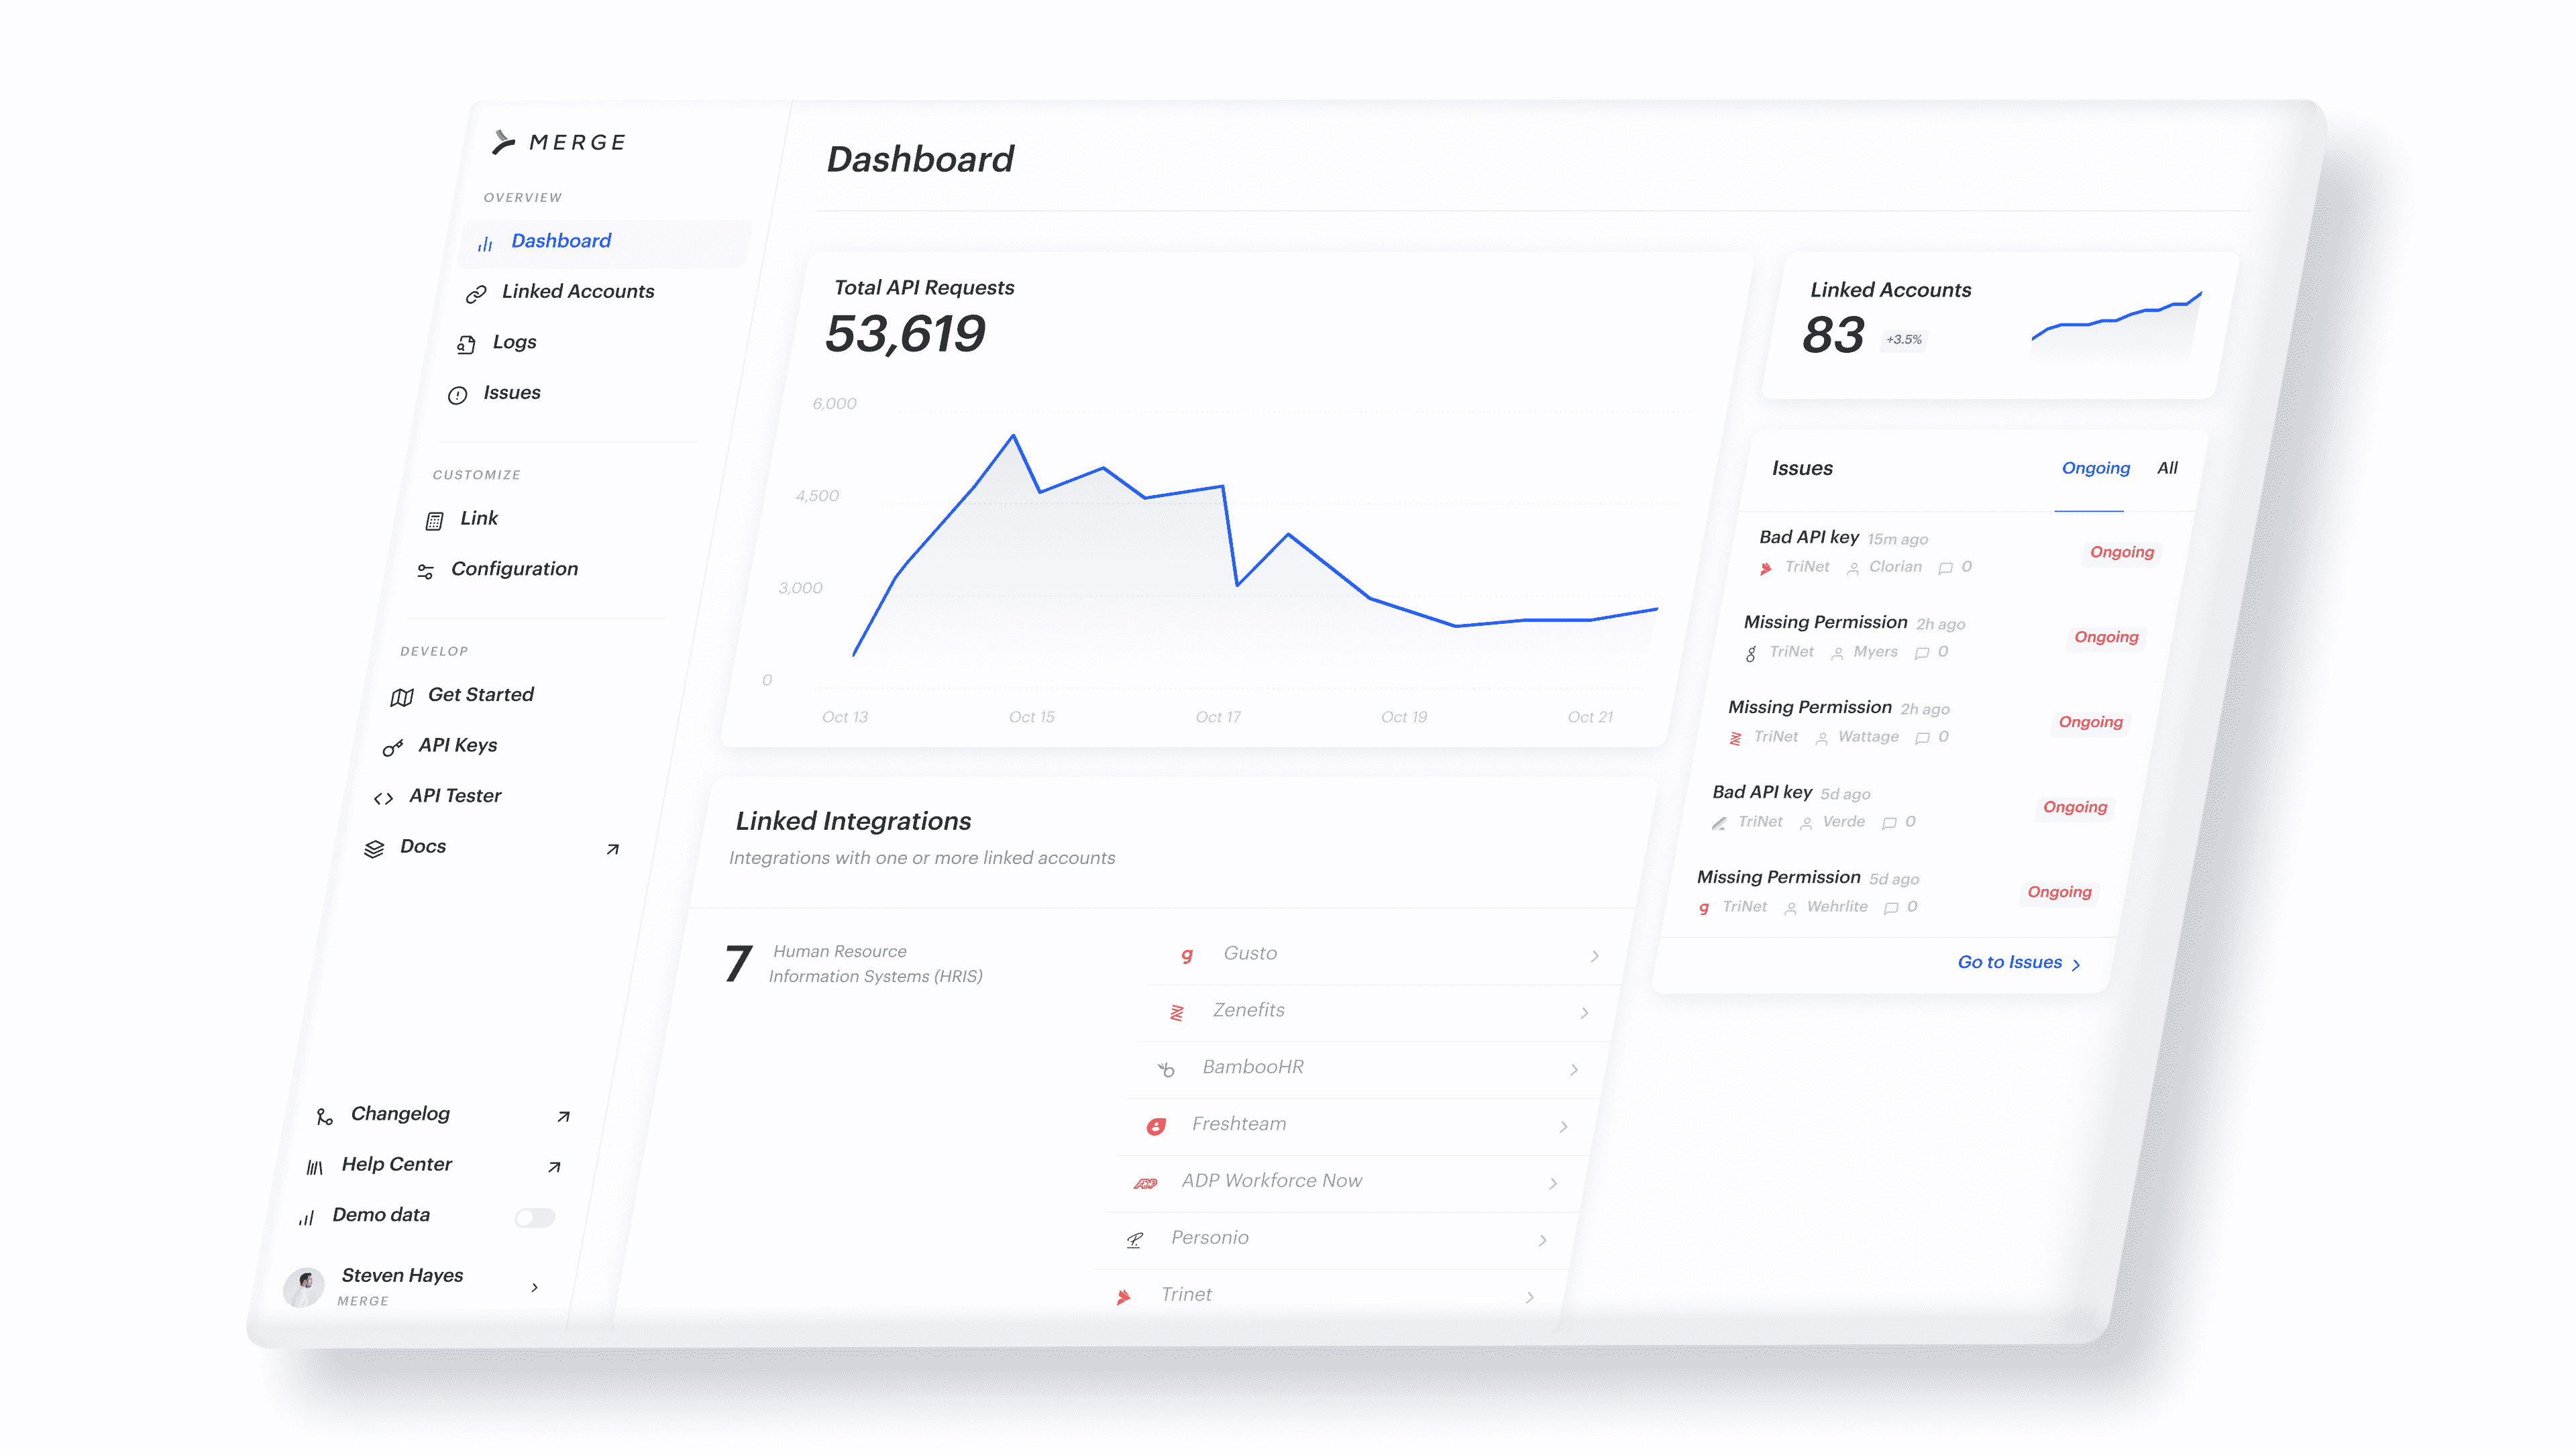 MERGE
OVERVIEW
Dashboard
Linked Accounts
Logs
Issues
CUSTOMIZE
Link
Configuration
DEVELOP
Get Started
API Keys
API Tester
Docs
Changelog
Help Center
Demo data
Steven Hayes
MERGE
Dashboard
Total API Requests
53,619
6,000
4,500
3,000
0
Oct 13 Oct 15 Oct 17 Oct 19 Oct 21
Linked Integrations
Integrations with one or more linked accounts
7
Human Resource
Information Systems (HRIS)
Gusto
Zenefits
BambooHR
Freshteam
ADP Workforce Now
Personio
Trinet
Linked Accounts
83 +3.5%
Issues Ongoing All
Bad API key 15m ago Ongoing
TriNet Clorian 0
Missing Permission 2h ago Ongoing
TriNet Myers 0
Missing Permission 2h ago Ongoing
TriNet Wattage 0
Bad API key 5d ago Ongoing
TriNet Verde 0
Missing Permission 5d ago Ongoing
g TriNet Wehrlite 0
Go to Issues